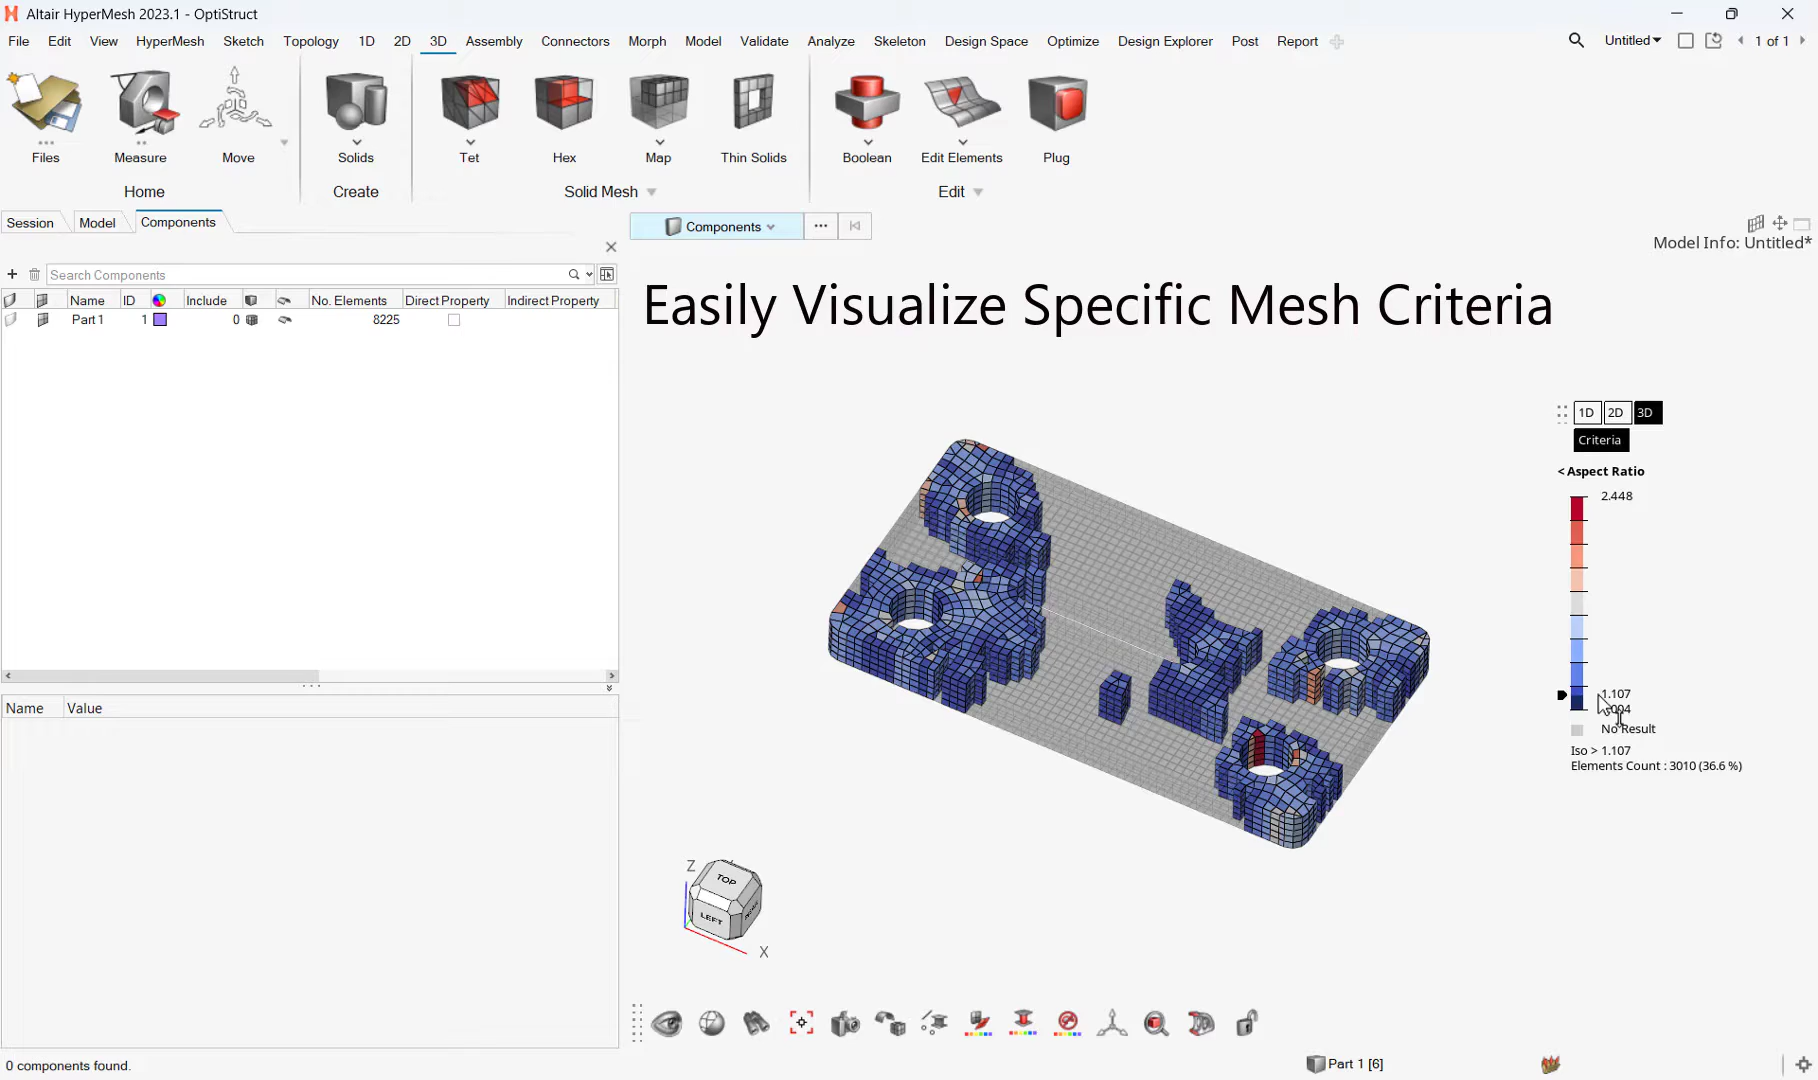 Altair HyperMesh 2023.1 - OptiStruct
File Edit View HyperMesh Sketch Topology 1D 2D 3D Assembly Connectors Morph Model Validate Analyze Skeleton Design Space Optimize Design Explorer Post Report Untitled 1 of 1
Files Measure Move Solids Tet Hex Map Thin Solids Boolean Edit Elements Plug
Home Create Solid Mesh Edit
Session Model Components
Components
Model Info: Untitled*
Search Components
Name ID Include No. Elements Direct Property Indirect Property
Part 1 1 0 8225
Easily Visualize Specific Mesh Criteria
1D 2D 3D
Criteria
< Aspect Ratio
2.448
1.107
No Result
Iso > 1.107
Elements Count : 3010 (36.6 %)
Name Value
Z
TOP
LEFT
X
0 components found.
Part 1 [6]